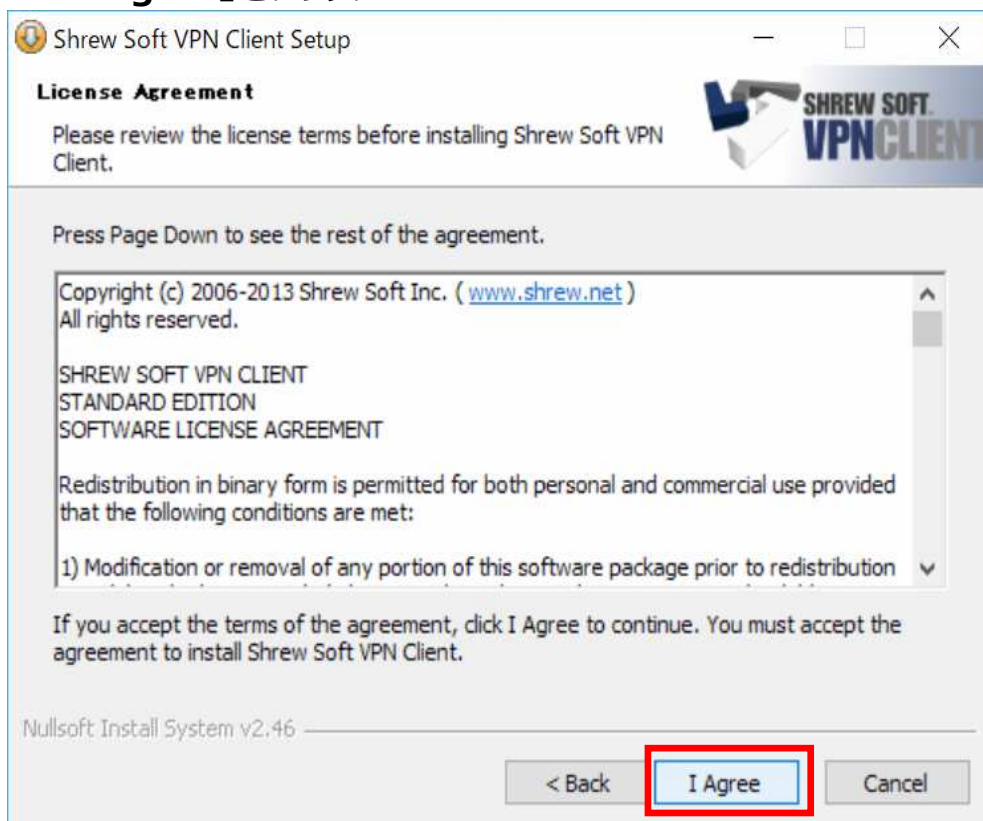 Shrew Soft VPN Client Setup
License Agreement
Please review the license terms before installing Shrew Soft VPN
Client.
SHREW SOFT
VPNCLIENT
Press Page Down to see the rest of the agreement.
Copyright (c) 2006-2013 Shrew Soft Inc. ( www.shrew.net )
All rights reserved.
SHREW SOFT VPN CLIENT
STANDARD EDITION
SOFTWARE LICENSE AGREEMENT
Redistribution in binary form is permitted for both personal and commercial use provided
that the following conditions are met:
1) Modification or removal of any portion of this software package prior to redistribution
If you accept the terms of the agreement, click I Agree to continue. You must accept the
agreement to install Shrew Soft VPN Client.
Nullsoft Install System v2.46
< Back
I Agree
Cancel